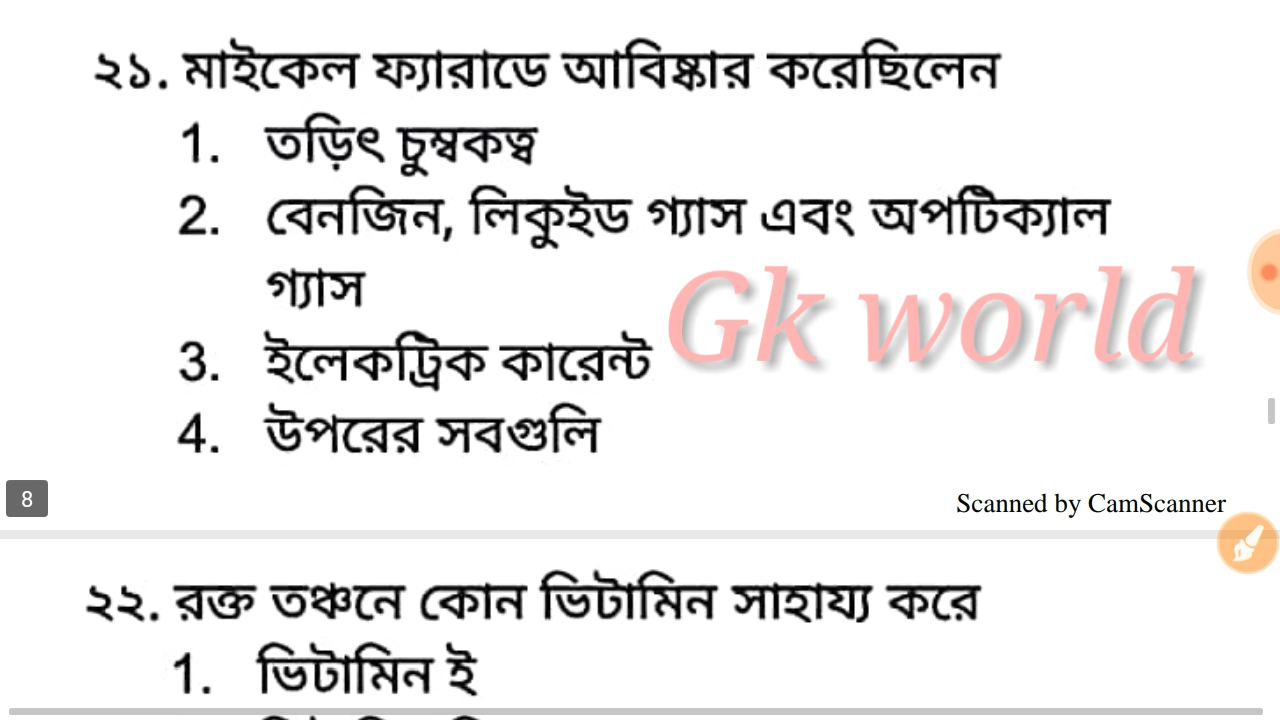 ২১. মাইকেল ফ্যারাডে আবিষ্কার করেছিলেন
1. তড়িৎ চুম্বকত্ব
2. বেনজিন, লিকুইড গ্যাস এবং অপটিক্যাল
গ্যাস
Gk world
3. ইলেকট্রিক কারেন্ট
4. উপরের সবগুলি
8
Scanned by CamScanner
২২. রক্ত তঞ্চনে কোন ভিটামিন সাহায্য করে
1. ভিটামিন ই